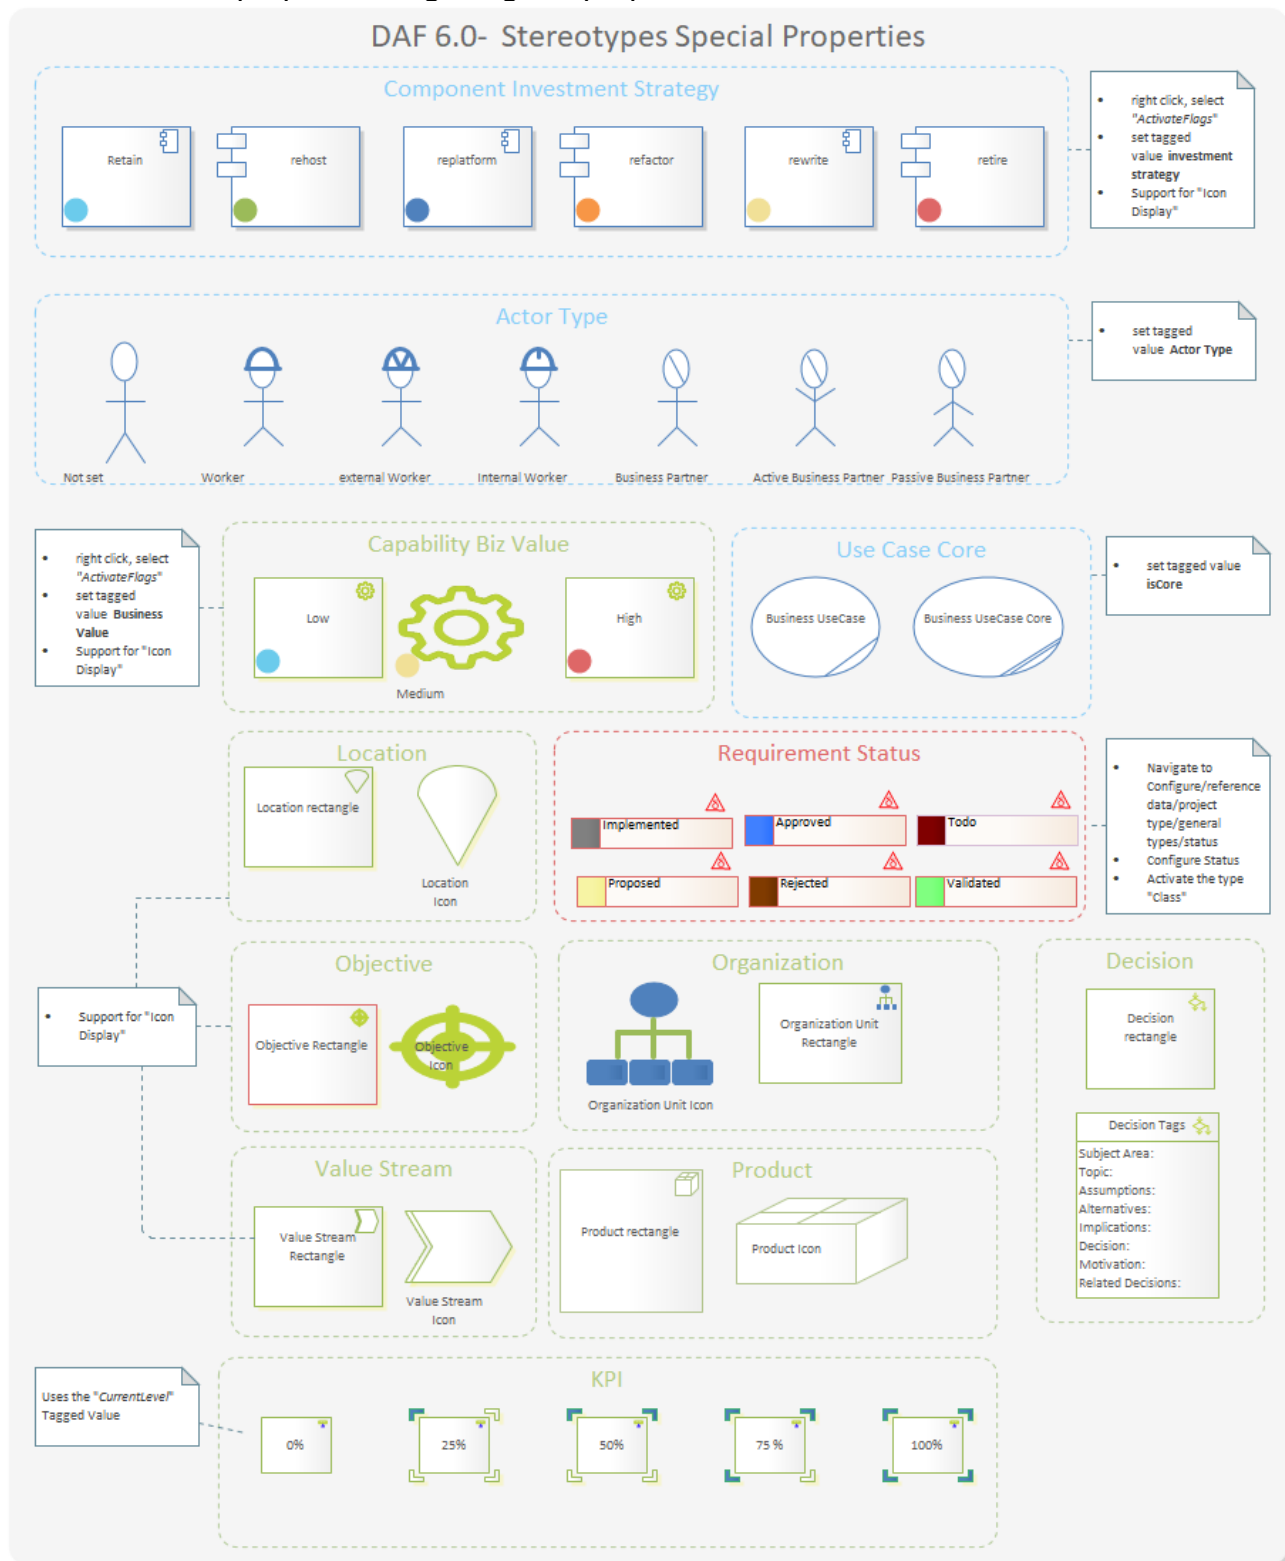 DAF 6.0- Stereotypes Special Properties
Component Investment Strategy
Retain
rehost
replatform
refactor
rewrite
retire
• right click, select
"ActivateFlags"
• set tagged
value investment
strategy
• Support for "Icon
Display"
Actor Type
Not set
Worker
external Worker
Internal Worker
Business Partner
Active Business Partner
Passive Business Partner
• set tagged
value Actor Type
• right click, select
"ActivateFlags"
• set tagged
value Business
Value
• Support for "Icon
Display"
Capability Biz Value
Low
Medium
High
Use Case Core
Business UseCase
Business UseCase Core
• set tagged value
isCore
Location
Location rectangle
Location
Icon
Requirement Status
Implemented
Approved
Todo
Proposed
Rejected
Validated
• Navigate to
Configure/reference
data/project
type/general
types/status
• Configure Status
• Activate the type
"Class"
• Support for "Icon
Display"
Objective
Objective Rectangle
Objective
Icon
Organization
Organization Unit Icon
Organization Unit
Rectangle
Decision
Decision
rectangle
Decision Tags
Subject Area:
Topic:
Assumptions:
Alternatives:
Implications:
Decision:
Motivation:
Related Decisions:
Value Stream
Value Stream
Rectangle
Value Stream
Icon
Product
Product rectangle
Product Icon
Uses the "CurrentLevel"
Tagged Value
KPI
0%
25%
50%
75 %
100%